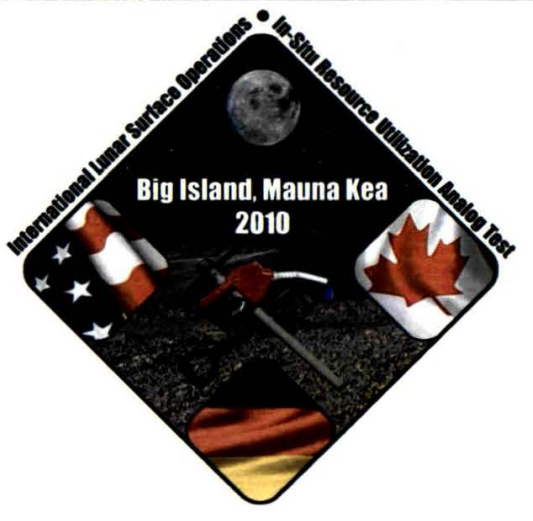 International Lunar Surface Operations • In-Situ Resource Utilization Analog Test
Big Island, Mauna Kea
2010